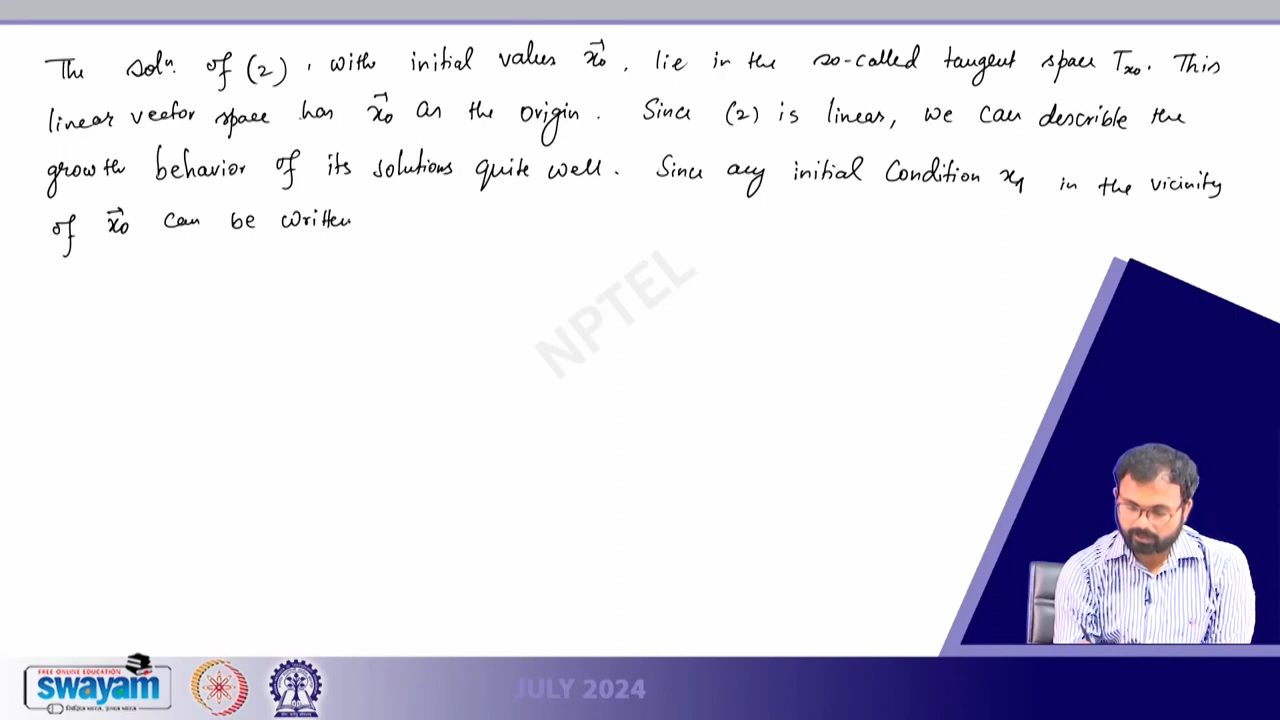 The solⁿ. of (2), with initial values x⃗₀, lie in the so-called tangent space Tₓ₀. This
linear vector space has x⃗₀ as the origin. Since (2) is linear, we can describle the
growth behavior of its solutions quite well. Since any initial condition x₁ in the vicinity
of x⃗₀ can be written
NPTEL
FREE ONLINE EDUCATION
swayam
JULY 2024